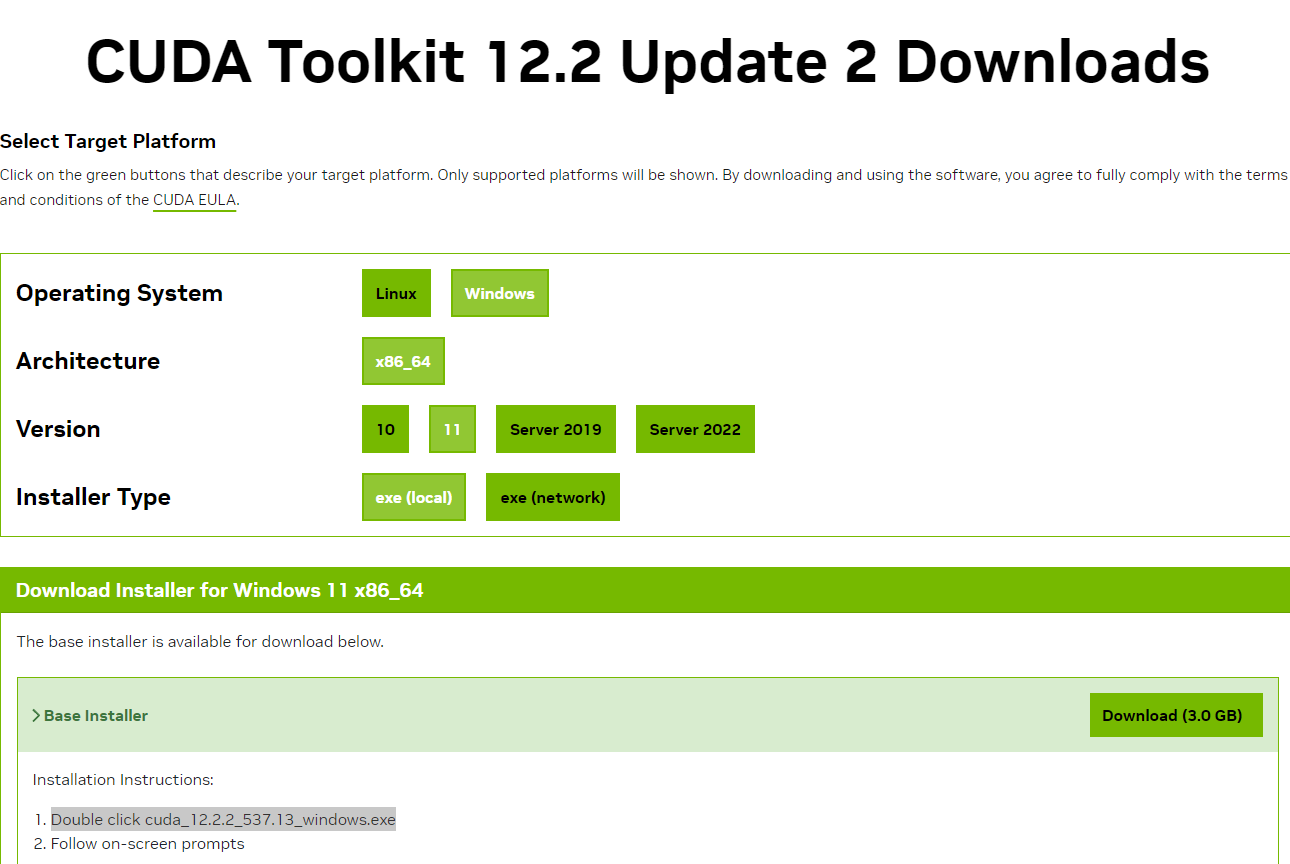 CUDA Toolkit 12.2 Update 2 Downloads
Select Target Platform
Click on the green buttons that describe your target platform. Only supported platforms will be shown. By downloading and using the software, you agree to fully comply with the terms
and conditions of the CUDA EULA.
Operating System Linux Windows
Architecture x86_64
Version 10 11 Server 2019 Server 2022
Installer Type exe (local) exe (network)
Download Installer for Windows 11 x86_64
The base installer is available for download below.
Base Installer Download (3.0 GB)
Installation Instructions:
1. Double click cuda_12.2.2_537.13_windows.exe
2. Follow on-screen prompts